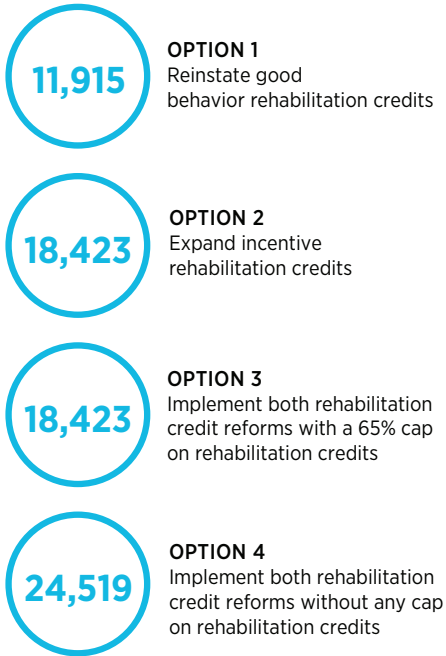 11,915
OPTION 1
Reinstate good
behavior rehabilitation credits
18,423
OPTION 2
Expand incentive
rehabilitation credits
18,423
OPTION 3
Implement both rehabilitation
credit reforms with a 65% cap
on rehabilitation credits
24,519
OPTION 4
Implement both rehabilitation
credit reforms without any cap
on rehabilitation credits